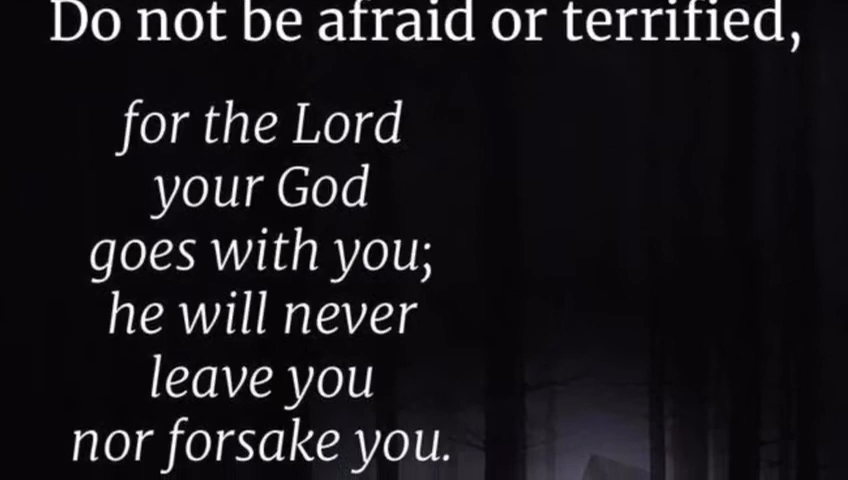 Do not be afraid or terrified,
for the Lord
your God
goes with you;
he will never
leave you
nor forsake you.